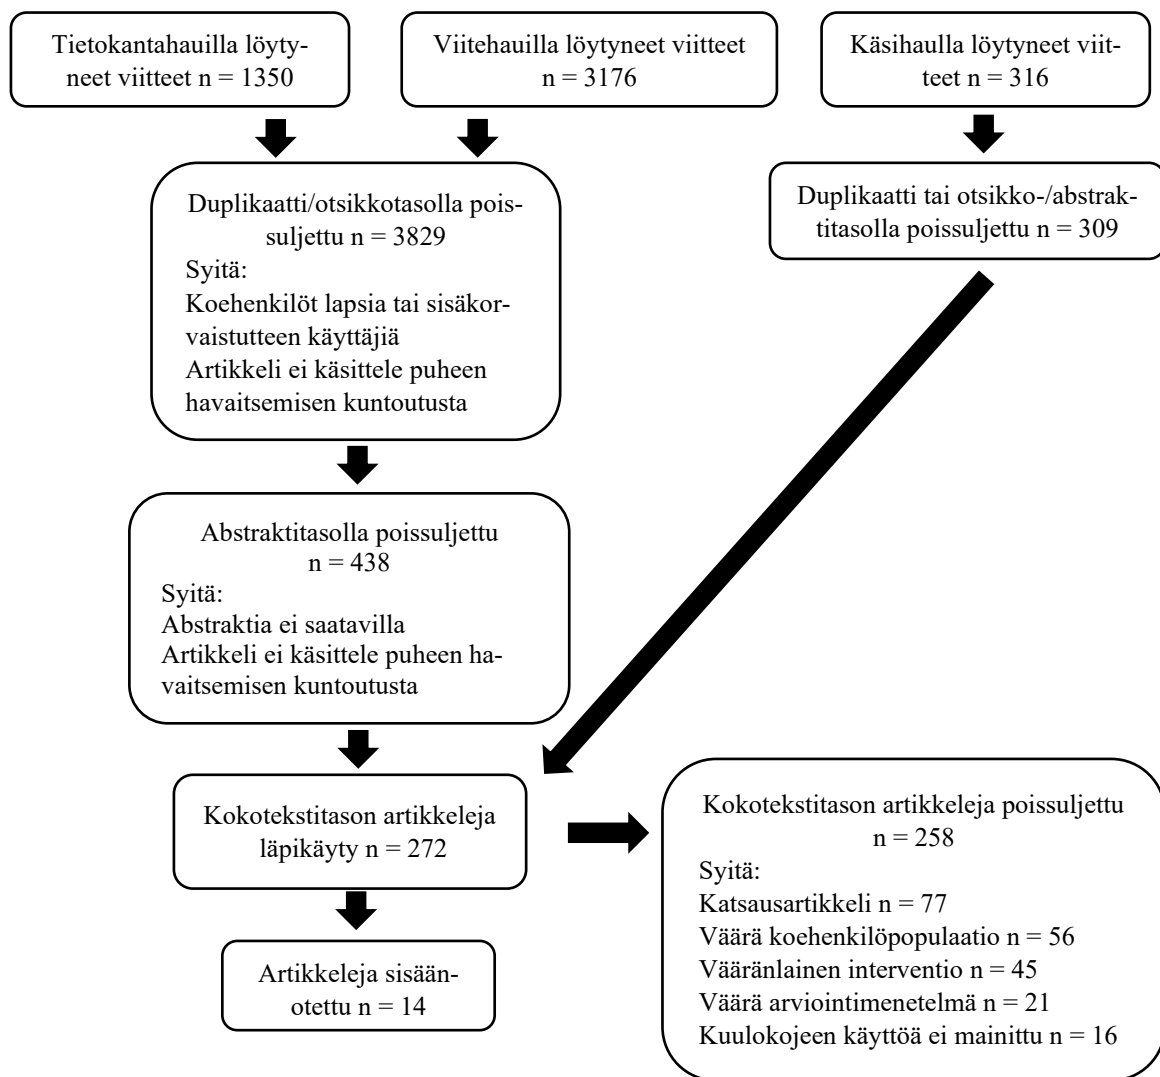 Tietokantahauilla löyty-
neet viitteet n = 1350
Viitehauilla löytyneet viitteet
n = 3176
Käsihaulla löytyneet viit-
teet n = 316
Duplikaatti/otsikkotasolla pois-
suljettu n = 3829
Syitä:
Koehenkilöt lapsia tai sisäkor-
vaistutteen käyttäjiä
Artikkeli ei käsittele puheen
havaitsemisen kuntoutusta
Duplikaatti tai otsikko-/abstrak-
titasolla poissuljettu n = 309
Abstraktitasolla poissuljettu
n = 438
Syitä:
Abstraktia ei saatavilla
Artikkeli ei käsittele puheen ha-
vaitsemisen kuntoutusta
Kokotekstitason artikkeleja
läpikäyty n = 272
Kokotekstitason artikkeleja poissuljettu
n = 258
Syitä:
Katsausartikkeli n = 77
Väärä koehenkilöpopulaatio n = 56
Vääränlainen interventio n = 45
Väärä arviointimenetelmä n = 21
Kuulokojeen käyttöä ei mainittu n = 16
Artikkeleja sisään-
otettu n = 14